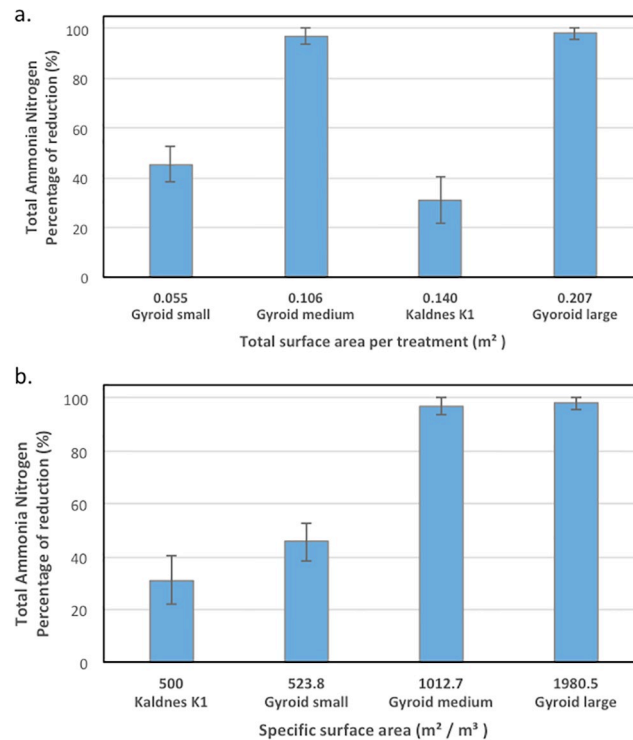 a.
Total Ammonia Nitrogen
Percentage of reduction (%)
100
80
60
40
20
0
0.055 0.106 0.140 0.207
Gyroid small Gyroid medium Kaldnes K1 Gyoroid large
Total surface area per treatment (m² )
b.
Total Ammonia Nitrogen
Percentage of reduction (%)
100
80
60
40
20
0
500 523.8 1012.7 1980.5
Kaldnes K1 Gyroid small Gyroid medium Gyroid large
Specific surface area (m² / m³ )